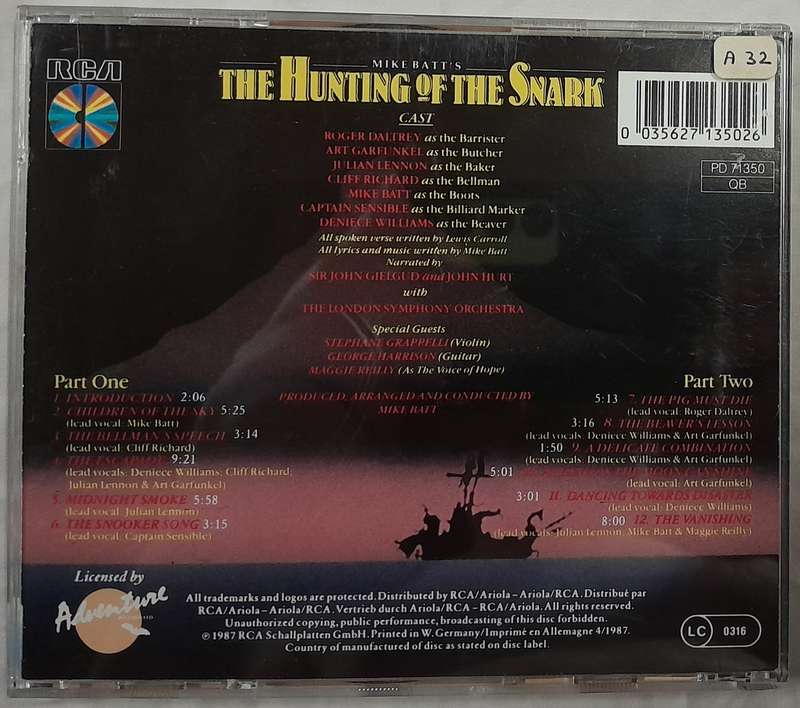 RCA
A 32
MIKE BATT'S
THE HUNTING OF THE SNARK
0 035627 135026
PD 71350
QB
CAST
ROGER DALTREY as the Barrister
ART GARFUNKEL as the Butcher
JULIAN LENNON as the Baker
CLIFF RICHARD as the Bellman
MIKE BATT as the Boots
CAPTAIN SENSIBLE as the Billiard Marker
DENIECE WILLIAMS as the Beaver
All spoken verse written by Lewis Carroll
All lyrics and music written by Mike Batt
Narrated by
SIR JOHN GIELGUD and JOHN HURT
with
THE LONDON SYMPHONY ORCHESTRA
Special Guests
STEPHANE GRAPPELLI (Violin)
GEORGE HARRISON (Guitar)
MAGGIE REILLY (As The Voice of Hope)
PRODUCED, ARRANGED AND CONDUCTED BY
MIKE BATT
Part One
1. INTRODUCTION 2:06
2. CHILDREN OF THE SKY 5:25
(lead vocal: Mike Batt)
3. THE BELLMAN'S SPEECH 3:14
(lead vocal: Cliff Richard)
4. THE ESCAPADE 9:21
(lead vocals: Deniece Williams; Cliff Richard;
Julian Lennon & Art Garfunkel)
5. MIDNIGHT SMOKE 5:58
(lead vocal: Julian Lennon)
6. THE SNOOKER SONG 3:15
(lead vocal: Captain Sensible)
Part Two
5:13 7. THE PIG MUST DIE
(lead vocal: Roger Daltrey)
3:16 8. THE BEAVER'S LESSON
(lead vocals: Deniece Williams & Art Garfunkel)
1:50 9. A DELICATE COMBINATION
(lead vocals: Deniece Williams & Art Garfunkel)
5:01 THE MOON CAN SHINE
(lead vocal: Art Garfunkel)
3:01 11. DANCING TOWARDS DISASTER
(lead vocal: Deniece Williams)
8:00 12. THE VANISHING
(lead vocals: Julian Lennon, Mike Batt & Maggie Reilly)
Licensed by
Adventure
All trademarks and logos are protected. Distributed by RCA/Ariola – Ariola/RCA. Distribué par
RCA/Ariola – Ariola/RCA. Vertrieb durch Ariola/RCA - RCA/Ariola. All rights reserved.
Unauthorized copying, public performance, broadcasting of this disc forbidden.
℗ 1987 RCA Schallplatten GmbH. Printed in W. Germany/Imprimé en Allemagne 4/1987.
Country of manufactured of disc as stated on disc label.
LC 0316